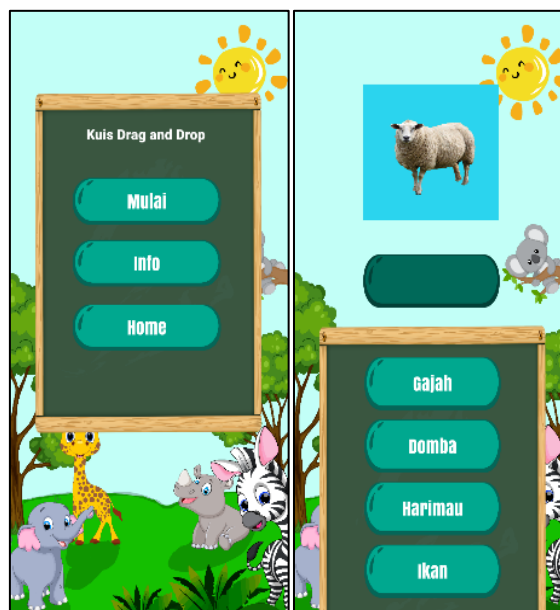 Kuis Drag and Drop
Mulai
Info
Home
Gajah
Domba
Harimau
Ikan